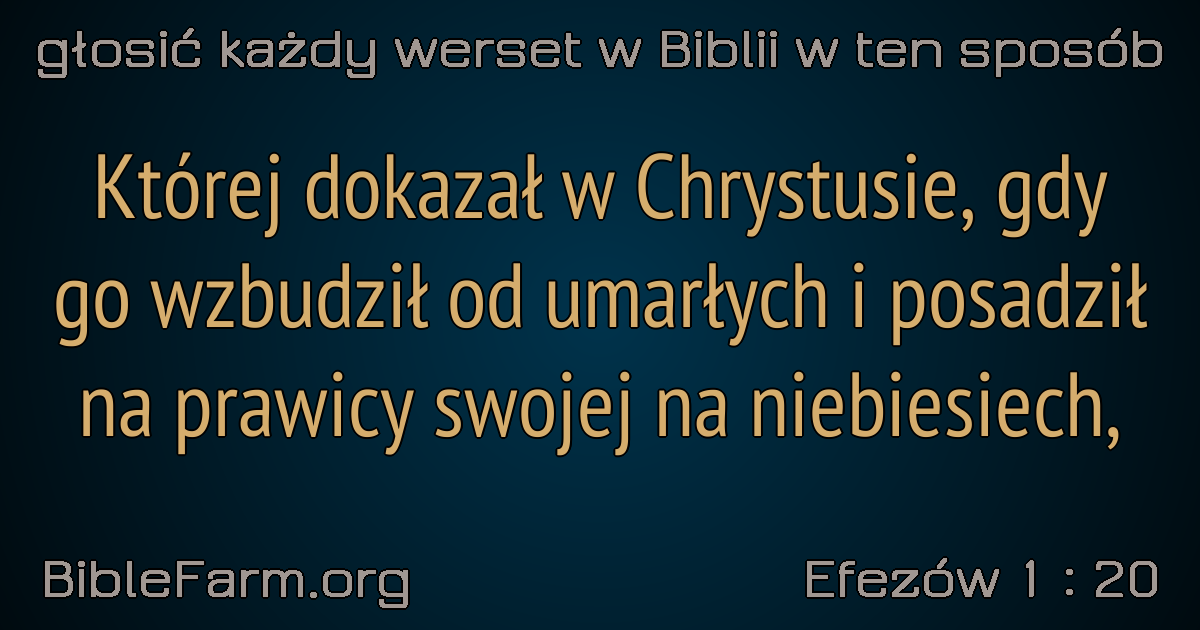 głosić każdy werset w Biblii w ten sposób
Której dokazał w Chrystusie, gdy
go wzbudził od umarłych i posadził
na prawicy swojej na niebiesiech,
BibleFarm.org
Efezów 1 : 20